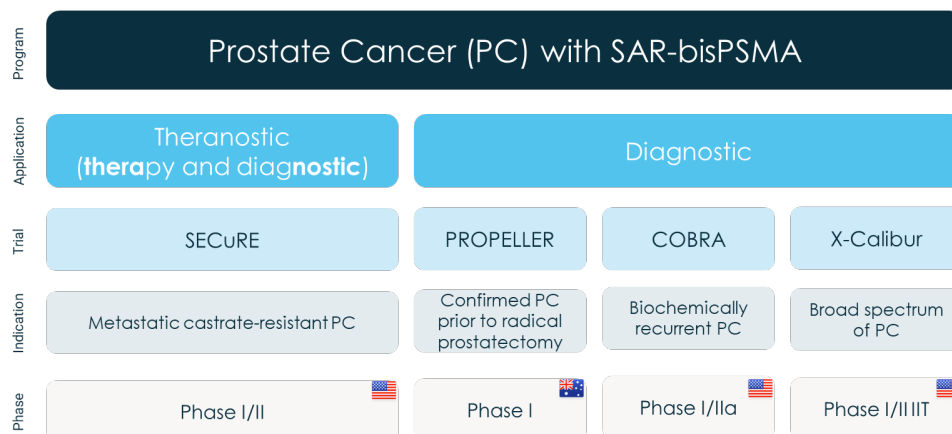 Program
Prostate Cancer (PC) with SAR-bisPSMA
Application
Theranostic
(therapy and diagnostic)
Diagnostic
Trial
SECuRE
PROPELLER
COBRA
X-Calibur
Indication
Metastatic castrate-resistant PC
Confirmed PC
prior to radical
prostatectomy
Biochemically
recurrent PC
Broad spectrum
of PC
Phase
Phase I/II
Phase I
Phase I/IIa
Phase I/II IIT